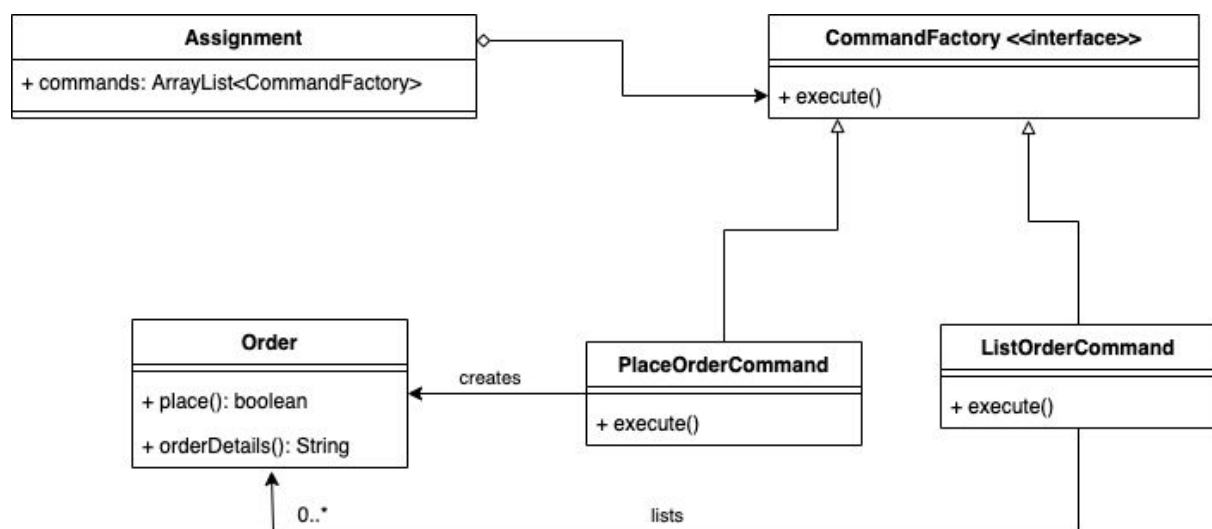 Assignment
+ commands: ArrayList<CommandFactory>
CommandFactory <<interface>>
+ execute()
Order
+ place(): boolean
+ orderDetails(): String
creates
PlaceOrderCommand
+ execute()
ListOrderCommand
+ execute()
0..*
lists